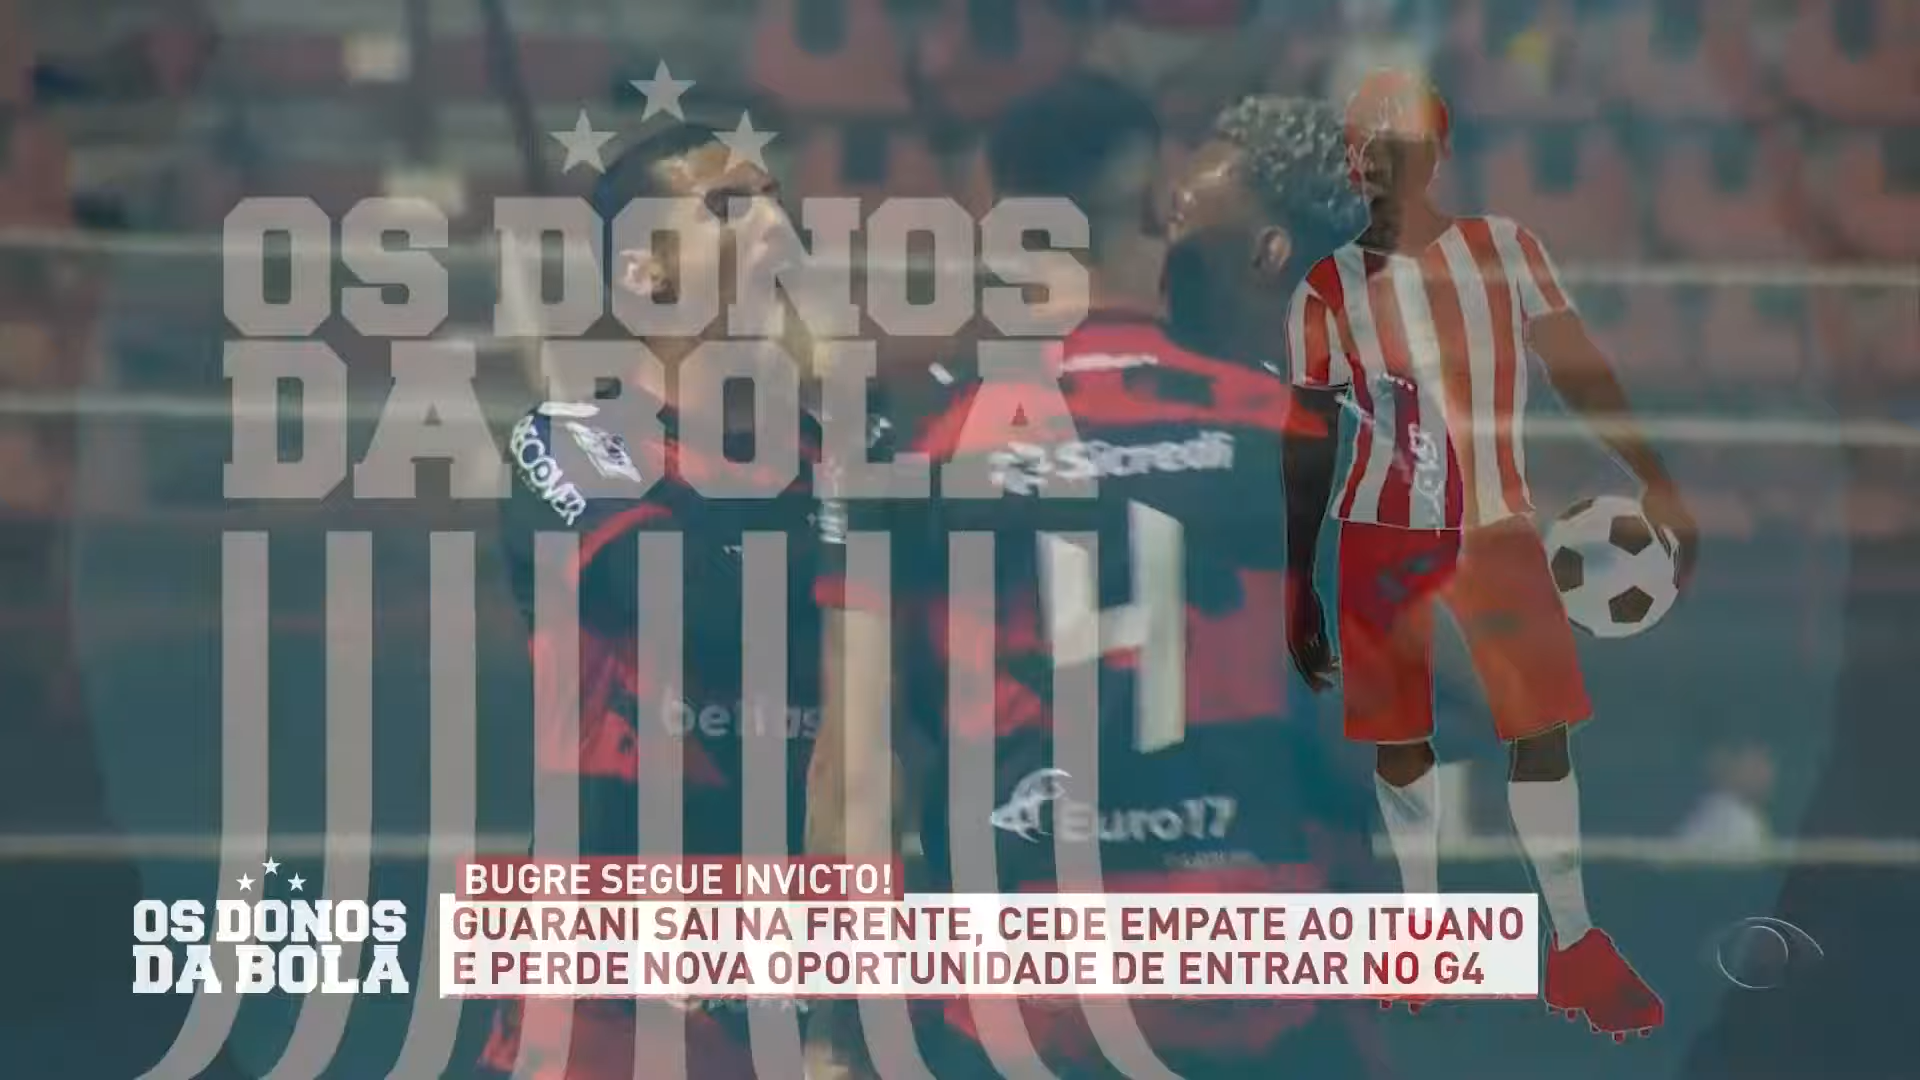 OS DONOS
DA BOLA
RECOVER
Sicredi
H
Euro17
BUGRE SEGUE INVICTO!
GUARANI SAI NA FRENTE, CEDE EMPATE AO ITUANO
E PERDE NOVA OPORTUNIDADE DE ENTRAR NO G4
OS DONOS
DA BOLA